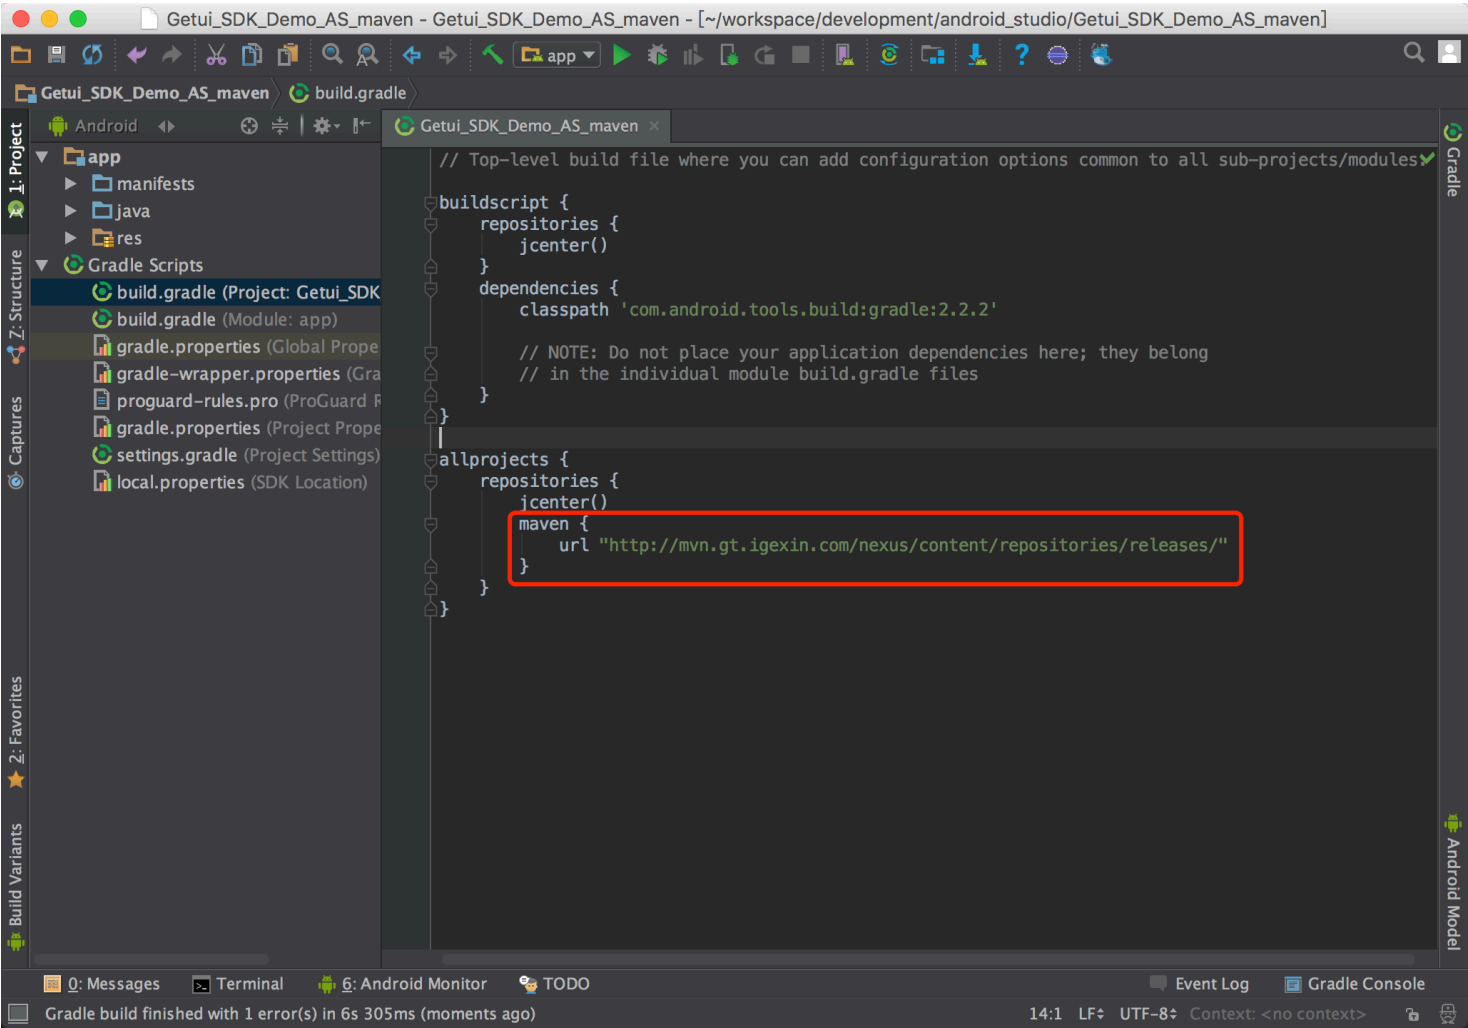 Getui_SDK_Demo_AS_maven - Getui_SDK_Demo_AS_maven - [~/workspace/development/android_studio/Getui_SDK_Demo_AS_maven]
app
Getui_SDK_Demo_AS_maven build.gradle
1: Project
Z: Structure
Captures
2: Favorites
Build Variants
Android
app
manifests
java
res
Gradle Scripts
build.gradle (Project: Getui_SDK
build.gradle (Module: app)
gradle.properties (Global Prope
gradle-wrapper.properties (Gra
proguard-rules.pro (ProGuard R
gradle.properties (Project Prope
settings.gradle (Project Settings)
local.properties (SDK Location)
Getui_SDK_Demo_AS_maven
// Top-level build file where you can add configuration options common to all sub-projects/modules.
buildscript {
repositories {
jcenter()
}
dependencies {
classpath 'com.android.tools.build:gradle:2.2.2'
// NOTE: Do not place your application dependencies here; they belong
// in the individual module build.gradle files
}
}
allprojects {
repositories {
jcenter()
maven {
url "http://mvn.gt.igexin.com/nexus/content/repositories/releases/"
}
}
}
Gradle
Android Model
0: Messages Terminal 6: Android Monitor TODO Event Log Gradle Console
Gradle build finished with 1 error(s) in 6s 305ms (moments ago) 14:1 LF UTF-8 Context: <no context>